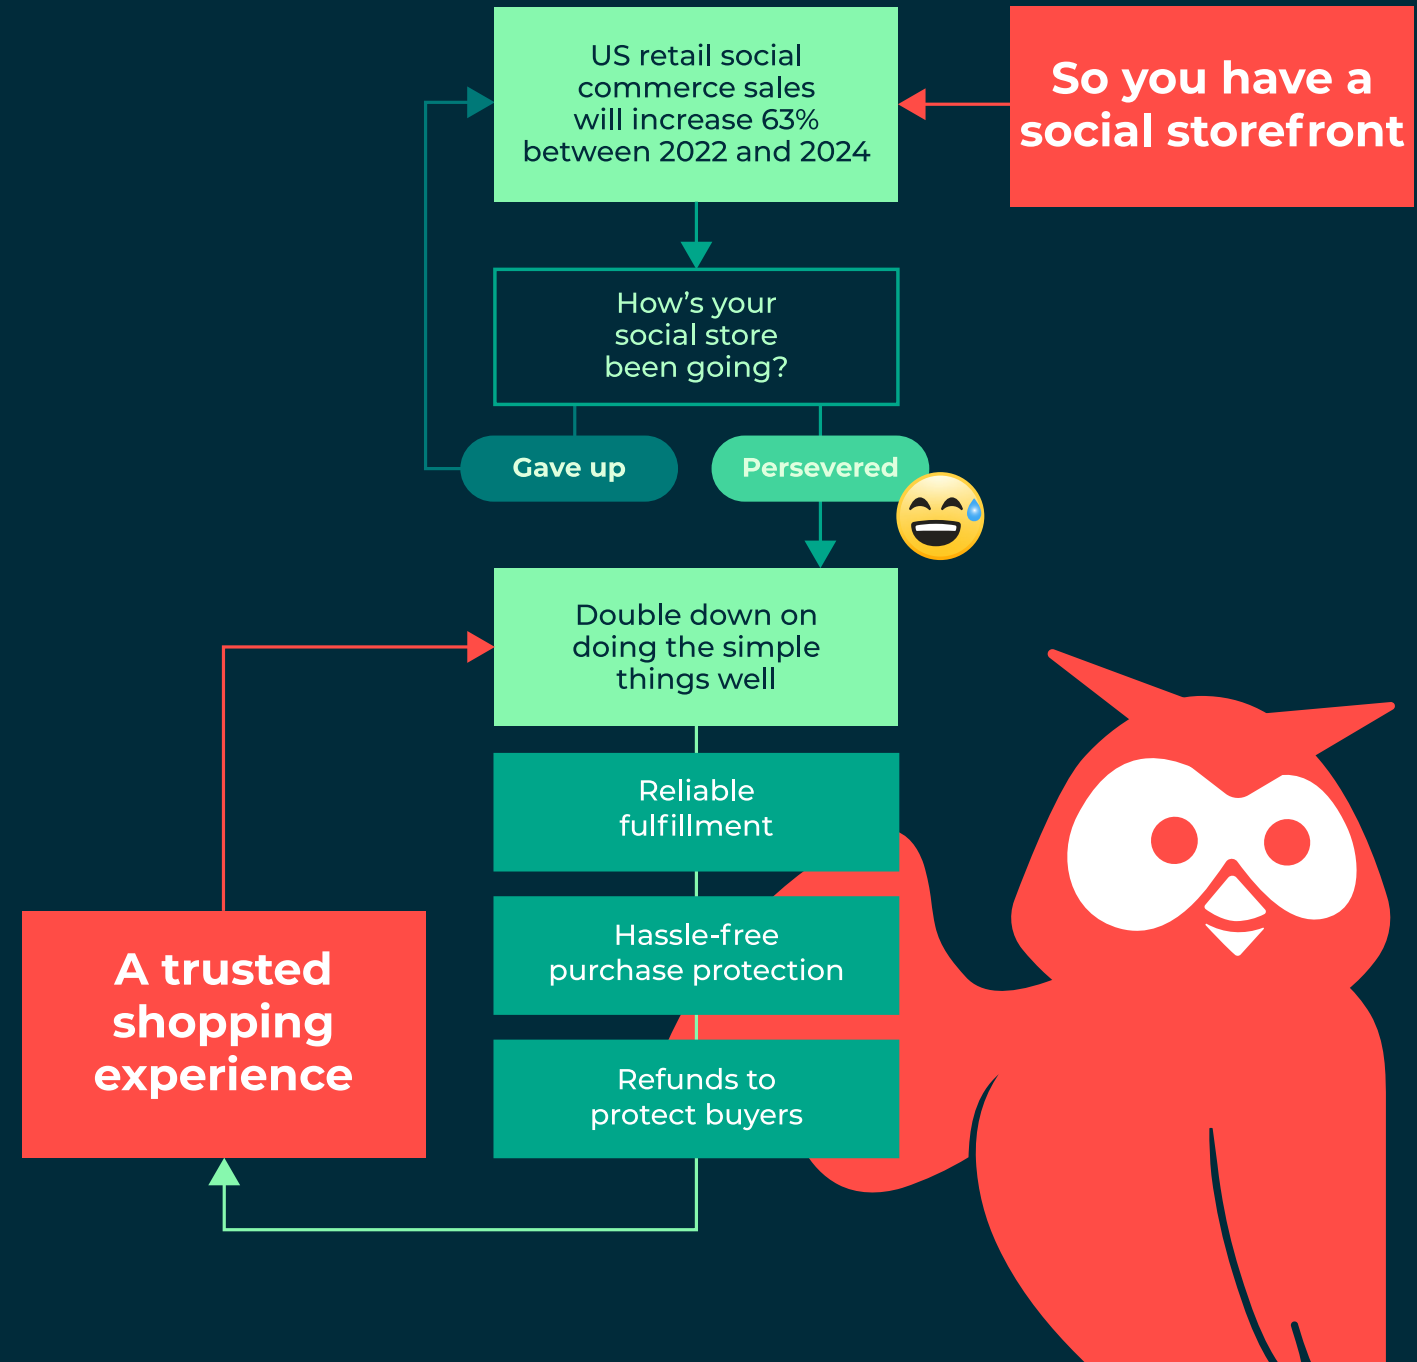 So you have a
social storefront
US retail social
commerce sales
will increase 63%
between 2022 and 2024
How’s your
social store
been going?
Gave up
Persevered
Double down on
doing the simple
things well
Reliable
fulfillment
Hassle-free
purchase protection
Refunds to
protect buyers
A trusted
shopping
experience